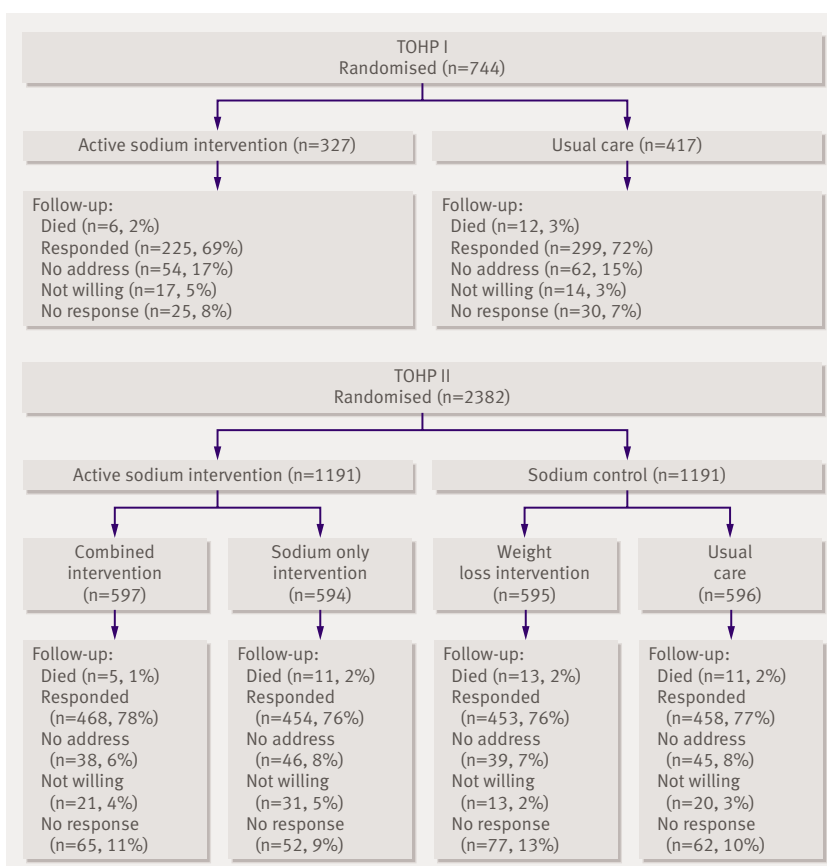 TOHP I
Randomised (n=744)
Active sodium intervention (n=327)
Usual care (n=417)
Follow-up:
Died (n=6, 2%)
Responded (n=225, 69%)
No address (n=54, 17%)
Not willing (n=17, 5%)
No response (n=25, 8%)
Follow-up:
Died (n=12, 3%)
Responded (n=299, 72%)
No address (n=62, 15%)
Not willing (n=14, 3%)
No response (n=30, 7%)
TOHP II
Randomised (n=2382)
Active sodium intervention (n=1191)
Sodium control (n=1191)
Combined
intervention
(n=597)
Sodium only
intervention
(n=594)
Weight
loss intervention
(n=595)
Usual
care
(n=596)
Follow-up:
Died (n=5, 1%)
Responded
(n=468, 78%)
No address
(n=38, 6%)
Not willing
(n=21, 4%)
No response
(n=65, 11%)
Follow-up:
Died (n=11, 2%)
Responded
(n=454, 76%)
No address
(n=46, 8%)
Not willing
(n=31, 5%)
No response
(n=52, 9%)
Follow-up:
Died (n=13, 2%)
Responded
(n=453, 76%)
No address
(n=39, 7%)
Not willing
(n=13, 2%)
No response
(n=77, 13%)
Follow-up:
Died (n=11, 2%)
Responded
(n=458, 77%)
No address
(n=45, 8%)
Not willing
(n=20, 3%)
No response
(n=62, 10%)